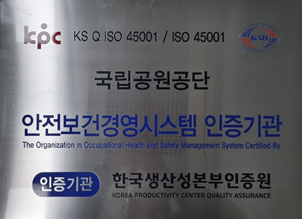 kpc KS Q ISO 45001 / ISO 45001 KAB
국립공원공단
안전보건경영시스템 인증기관
The Organization in Occupational Health and Safety Management System Certified By
인증기관 한국생산성본부인증원
KOREA PRODUCTIVITY CENTER QUALITY ASSURANCE